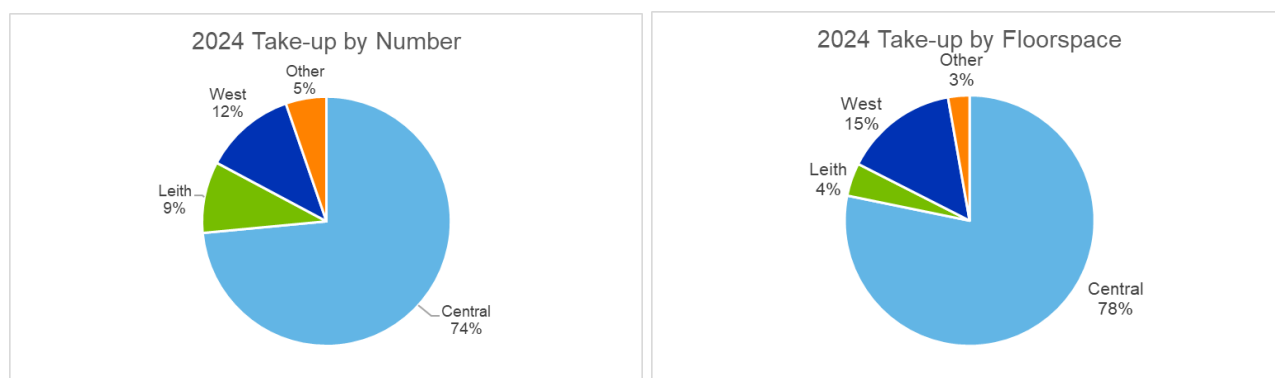 2024 Take-up by Number
Other
5%
West
12%
Leith
9%
Central
74%
2024 Take-up by Floorspace
Other
3%
West
15%
Leith
4%
Central
78%